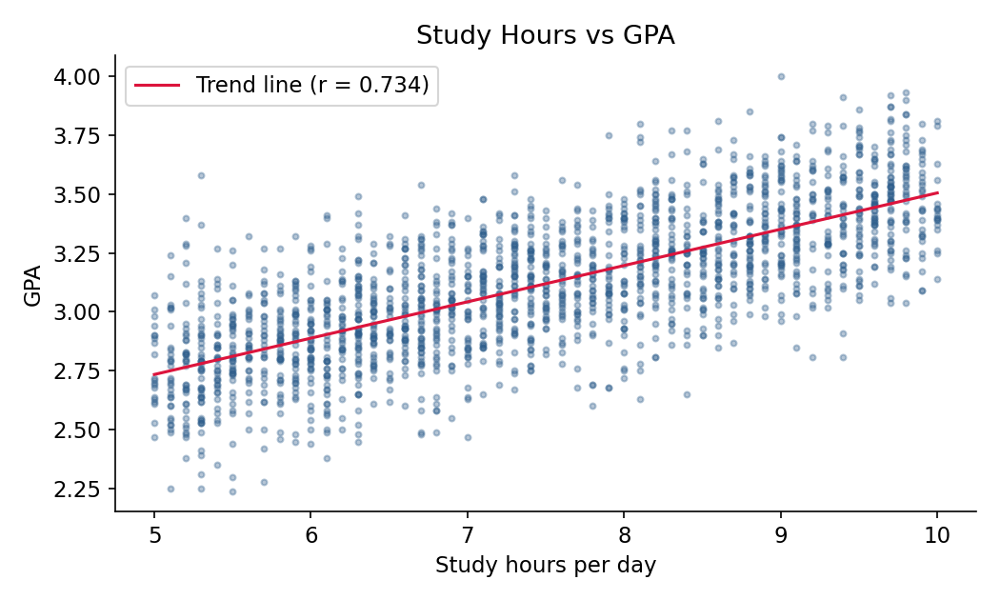 Study Hours vs GPA
Trend line (r = 0.734)
GPA
4.00
3.75
3.50
3.25
3.00
2.75
2.50
2.25
5 6 7 8 9 10
Study hours per day